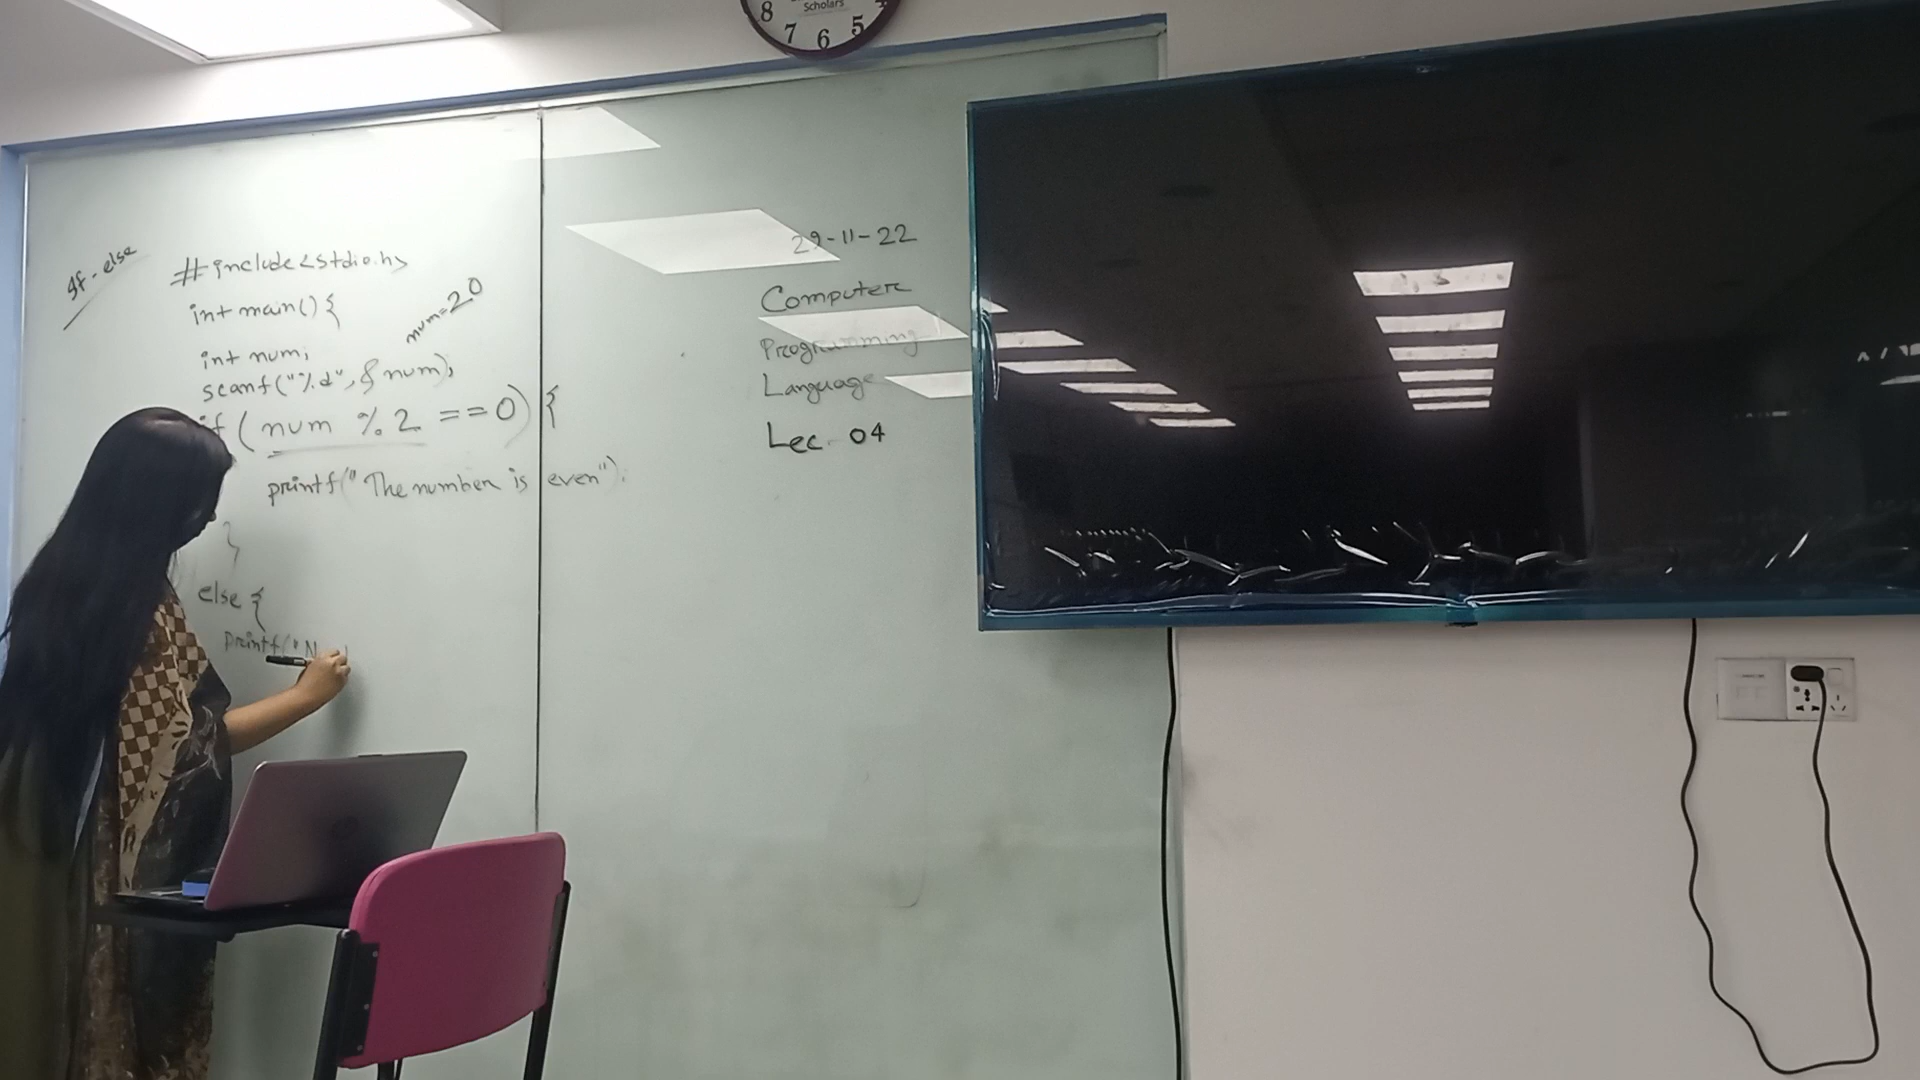 Scholars
8 7 6 5
If-else
#include<stdio.h>
int main() {
num=20
int num;
scanf("%d", &num);
if (num % 2 == 0) {
printf("The number is even");
}
else {
printf("N
29-11-22
Computer
Programming
Language
Lec. 04